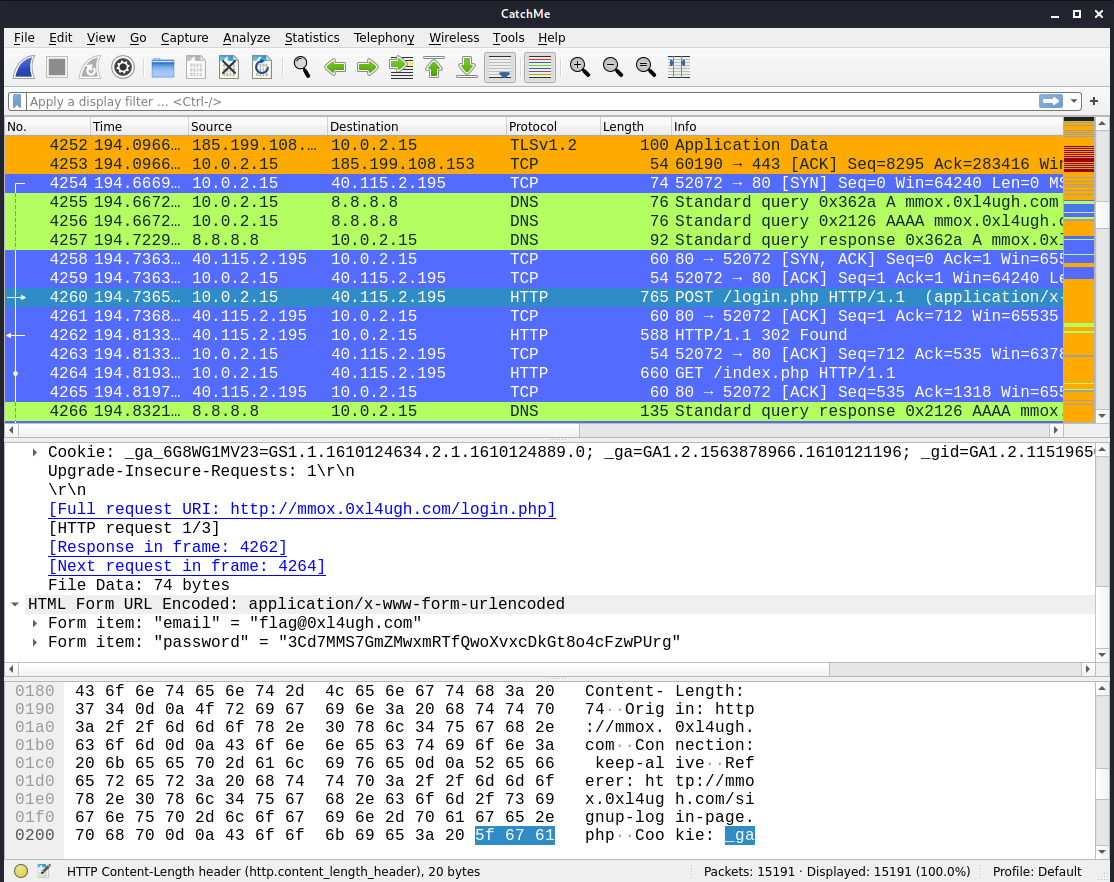 CatchMe
File Edit View Go Capture Analyze Statistics Telephony Wireless Tools Help
Apply a display filter … <Ctrl-/>
No. Time Source Destination Protocol Length Info
4252 194.0966… 185.199.108.… 10.0.2.15 TLSv1.2 100 Application Data
4253 194.0966… 10.0.2.15 185.199.108.153 TCP 54 60190 → 443 [ACK] Seq=8295 Ack=283416 Win
4254 194.6669… 10.0.2.15 40.115.2.195 TCP 74 52072 → 80 [SYN] Seq=0 Win=64240 Len=0 MS
4255 194.6672… 10.0.2.15 8.8.8.8 DNS 76 Standard query 0x362a A mmox.0xl4ugh.com
4256 194.6672… 10.0.2.15 8.8.8.8 DNS 76 Standard query 0x2126 AAAA mmox.0xl4ugh.c
4257 194.7229… 8.8.8.8 10.0.2.15 DNS 92 Standard query response 0x362a A mmox.0xl
4258 194.7363… 40.115.2.195 10.0.2.15 TCP 60 80 → 52072 [SYN, ACK] Seq=0 Ack=1 Win=655
4259 194.7363… 10.0.2.15 40.115.2.195 TCP 54 52072 → 80 [ACK] Seq=1 Ack=1 Win=64240 Le
4260 194.7365… 10.0.2.15 40.115.2.195 HTTP 765 POST /login.php HTTP/1.1 (application/x-
4261 194.7368… 40.115.2.195 10.0.2.15 TCP 60 80 → 52072 [ACK] Seq=1 Ack=712 Win=65535
4262 194.8133… 40.115.2.195 10.0.2.15 HTTP 588 HTTP/1.1 302 Found
4263 194.8133… 10.0.2.15 40.115.2.195 TCP 54 52072 → 80 [ACK] Seq=712 Ack=535 Win=6378
4264 194.8193… 10.0.2.15 40.115.2.195 HTTP 660 GET /index.php HTTP/1.1
4265 194.8197… 40.115.2.195 10.0.2.15 TCP 60 80 → 52072 [ACK] Seq=535 Ack=1318 Win=655
4266 194.8321… 8.8.8.8 10.0.2.15 DNS 135 Standard query response 0x2126 AAAA mmox.
Cookie: _ga_6G8WG1MV23=GS1.1.1610124634.2.1.1610124889.0; _ga=GA1.2.1563878966.1610121196; _gid=GA1.2.1151965
Upgrade-Insecure-Requests: 1\r\n
\r\n
[Full request URI: http://mmox.0xl4ugh.com/login.php]
[HTTP request 1/3]
[Response in frame: 4262]
[Next request in frame: 4264]
File Data: 74 bytes
HTML Form URL Encoded: application/x-www-form-urlencoded
Form item: "email" = "flag@0xl4ugh.com"
Form item: "password" = "3Cd7MMS7GmZMwxmRTfQwoXvxcDkGt8o4cFzwPUrg"
0180 43 6f 6e 74 65 6e 74 2d 4c 65 6e 67 74 68 3a 20 Content- Length:
0190 37 34 0d 0a 4f 72 69 67 69 6e 3a 20 68 74 74 70 74··Orig in: http
01a0 3a 2f 2f 6d 6d 6f 78 2e 30 78 6c 34 75 67 68 2e ://mmox. 0xl4ugh.
01b0 63 6f 6d 0d 0a 43 6f 6e 6e 65 63 74 69 6f 6e 3a com··Con nection:
01c0 20 6b 65 65 70 2d 61 6c 69 76 65 0d 0a 52 65 66 keep-al ive··Ref
01d0 65 72 65 72 3a 20 68 74 74 70 3a 2f 2f 6d 6d 6f erer: ht tp://mmo
01e0 78 2e 30 78 6c 34 75 67 68 2e 63 6f 6d 2f 73 69 x.0xl4ug h.com/si
01f0 67 6e 75 70 2d 6c 6f 67 69 6e 2d 70 61 67 65 2e gnup-log in-page.
0200 70 68 70 0d 0a 43 6f 6f 6b 69 65 3a 20 5f 67 61 php··Coo kie: _ga
HTTP Content-Length header (http.content_length_header), 20 bytes Packets: 15191 · Displayed: 15191 (100.0%) Profile: Default